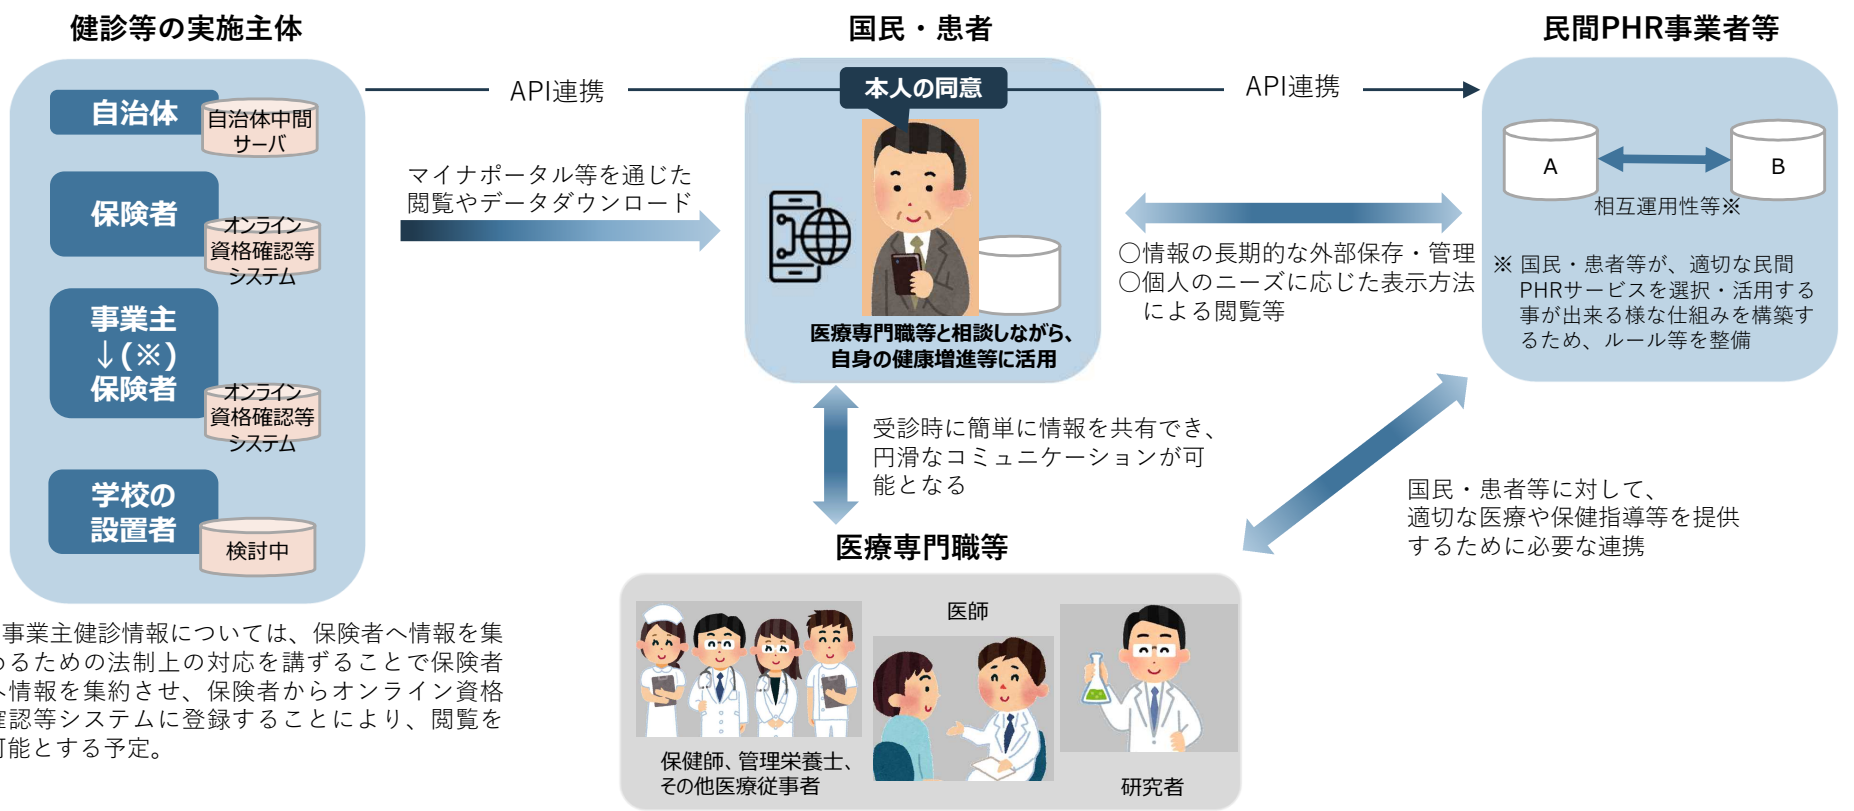 健診等の実施主体
自治体
自治体中間
サーバ
保険者
オンライン
資格確認等
システム
事業主
↓(※)
保険者
オンライン
資格確認等
システム
学校の
設置者
検討中
事業主健診情報については、保険者へ情報を集
めるための法制上の対応を講ずることで保険者
へ情報を集約させ、保険者からオンライン資格
確認等システムに登録することにより、閲覧を
可能とする予定。
API連携
マイナポータル等を通じた
閲覧やデータダウンロード
国民・患者
本人の同意
医療専門職等と相談しながら、
自身の健康増進等に活用
API連携
○情報の長期的な外部保存・管理
○個人のニーズに応じた表示方法
による閲覧等
民間PHR事業者等
A
B
相互運用性等※
※ 国民・患者等が、適切な民間
PHRサービスを選択・活用する
事が出来る様な仕組みを構築す
るため、ルール等を整備
受診時に簡単に情報を共有でき、
円滑なコミュニケーションが可
能となる
国民・患者等に対して、
適切な医療や保健指導等を提供
するために必要な連携
医療専門職等
保健師、管理栄養士、
その他医療従事者
医師
研究者